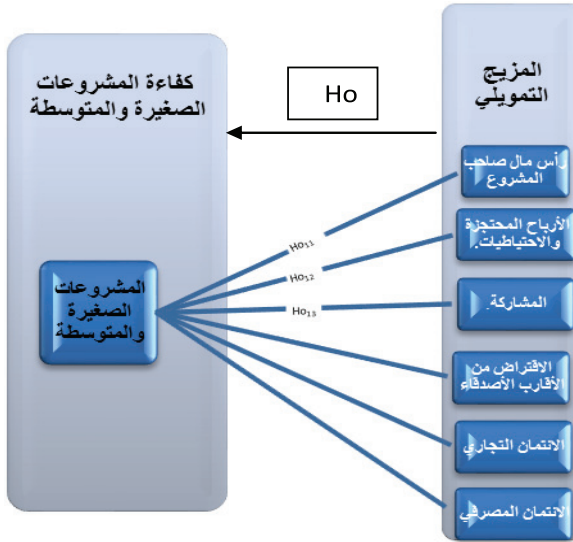 المزيج
التمويلي
رأس مال صاحب
المشروع
الأرباح المحتجزة
والاحتياطيات.
المشاركة.
الاقتراض من
الأقارب الأصدقاء
الائتمان التجاري
الائتمان المصرفي
Ho
Ho₁₁
Ho₁₂
Ho₁₃
كفاءة المشروعات
الصغيرة والمتوسطة
المشروعات
الصغيرة
والمتوسطة